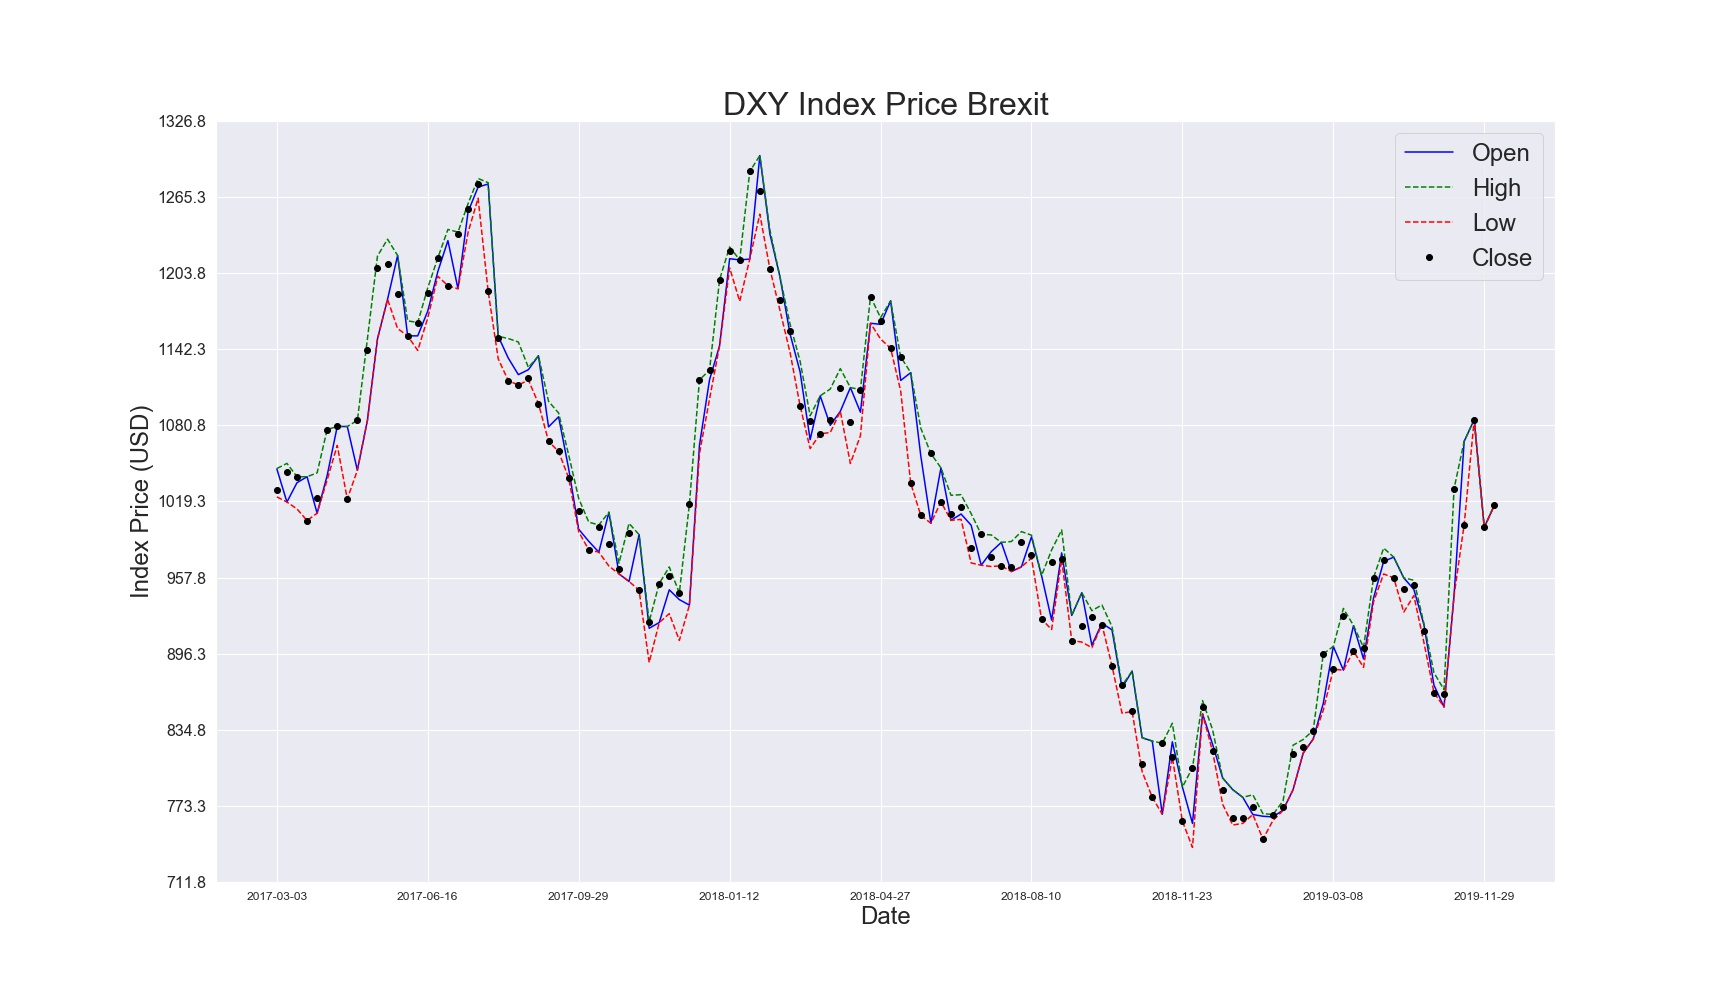 DXY Index Price Brexit
1326.8
1265.3
1203.8
1142.3
1080.8
1019.3
957.8
896.3
834.8
773.3
711.8
Index Price (USD)
Open
High
Low
Close
2017-03-03 2017-06-16 2017-09-29 2018-01-12 2018-04-27 2018-08-10 2018-11-23 2019-03-08 2019-11-29
Date